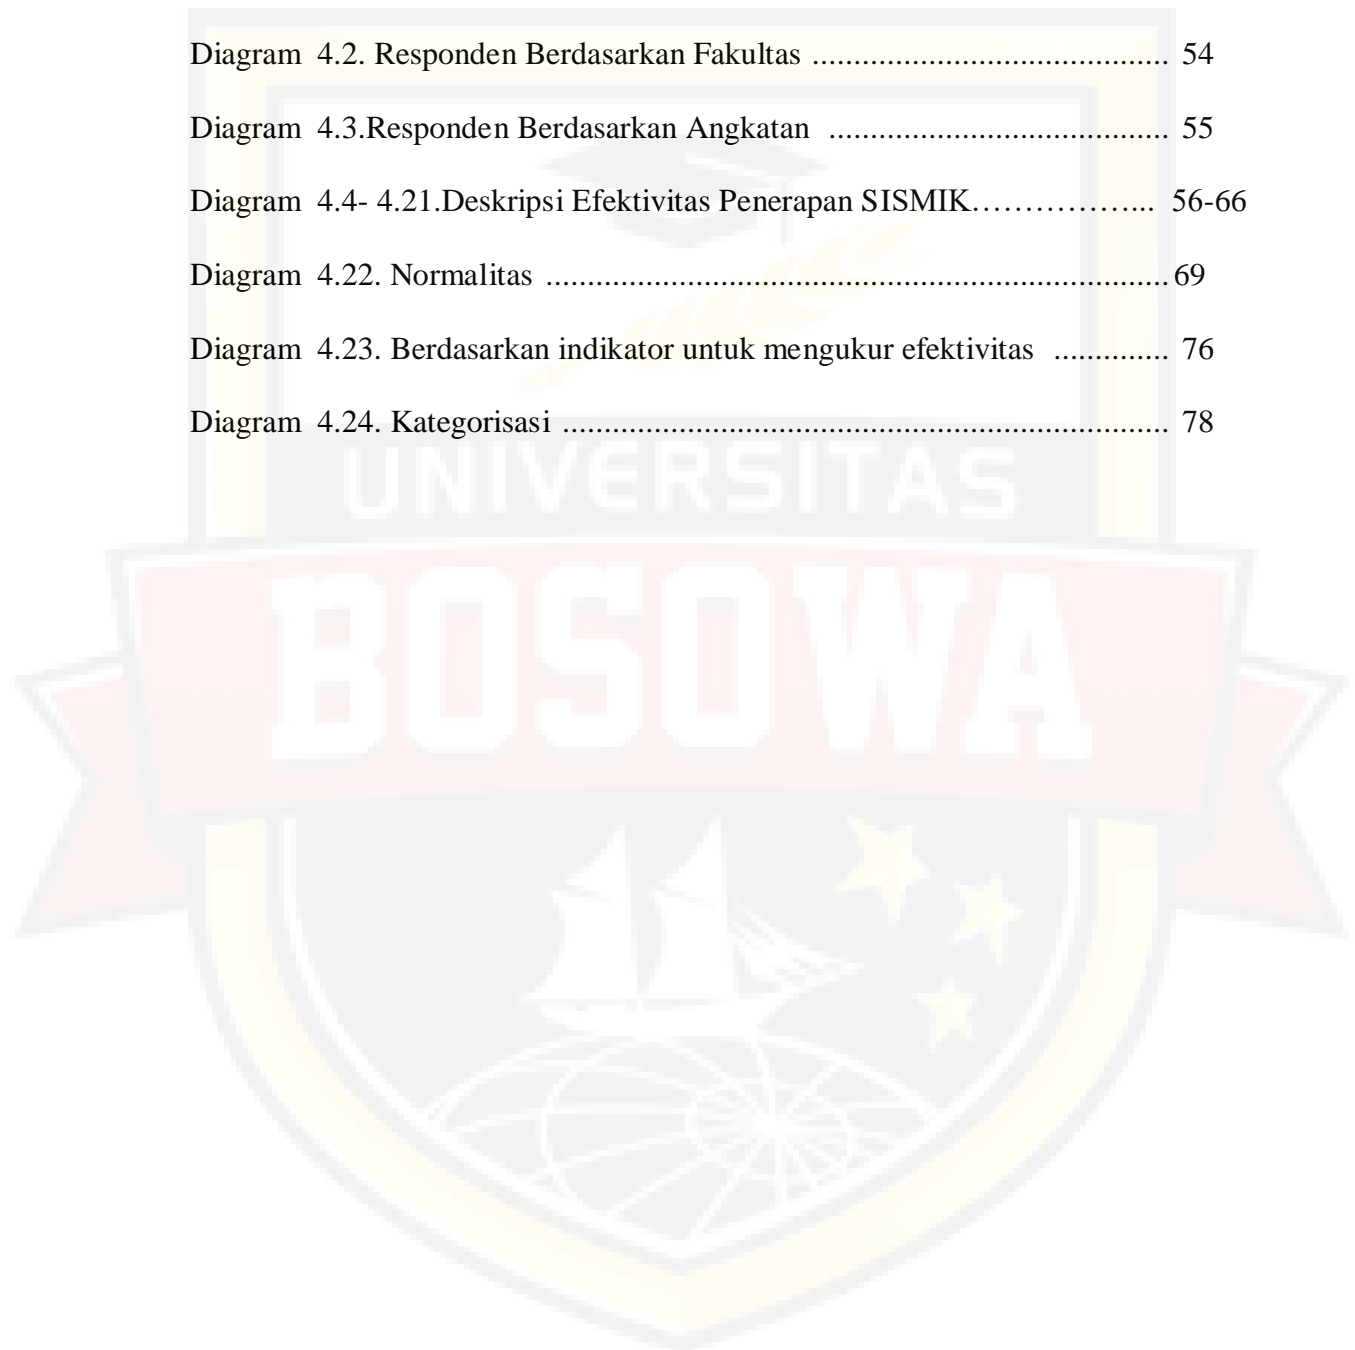 Diagram 4.2. Responden Berdasarkan Fakultas ........................................... 54
Diagram 4.3.Responden Berdasarkan Angkatan ......................................... 55
Diagram 4.4- 4.21.Deskripsi Efektivitas Penerapan SISMIK……………... 56-66
Diagram 4.22. Normalitas ........................................................................... 69
Diagram 4.23. Berdasarkan indikator untuk mengukur efektivitas .............. 76
Diagram 4.24. Kategorisasi ......................................................................... 78
UNIVERSITAS
BOSOWA